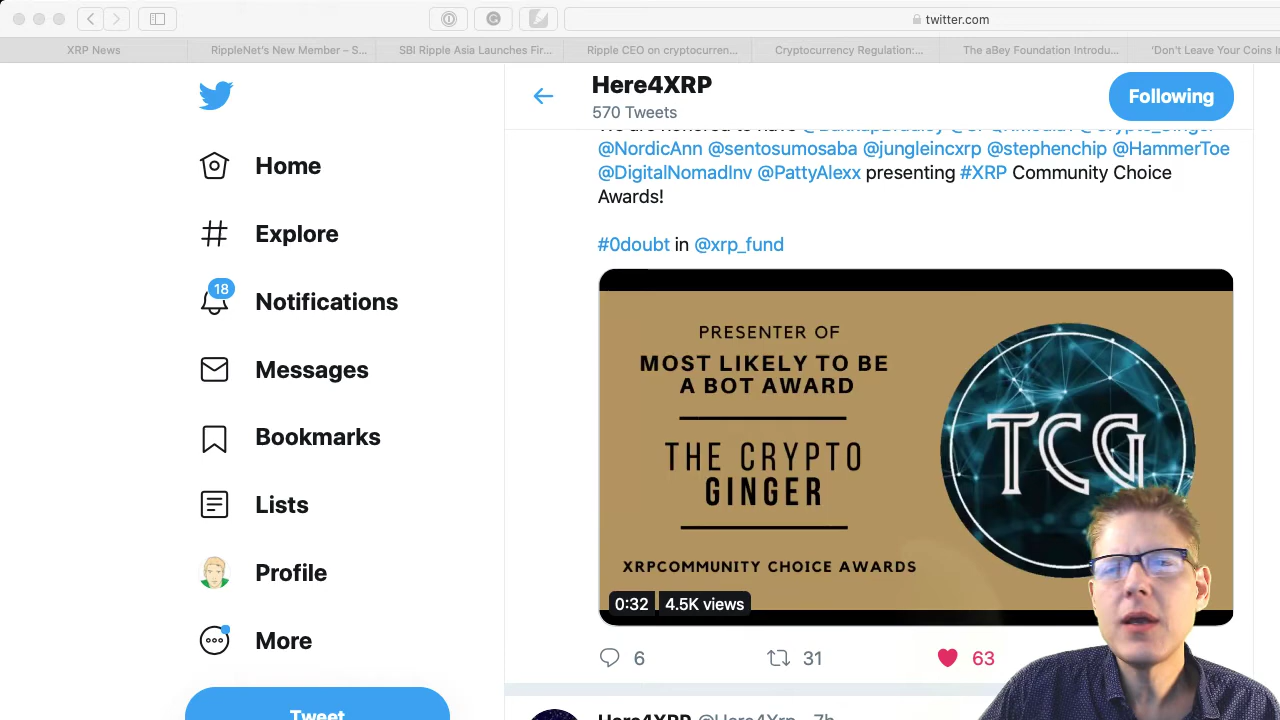 twitter.com
XRP News
RippleNet's New Member – S...
SBI Ripple Asia Launches Fir...
Ripple CEO on cryptocurren...
Cryptocurrency Regulation:...
The aBey Foundation Introdu...
'Don't Leave Your Coins In
Here4XRP
570 Tweets
Following
Home
Explore
18
Notifications
Messages
Bookmarks
Lists
Profile
More
Tweet
@NordicAnn @sentosumosaba @jungleincxrp @stephenchip @HammerToe
@DigitalNomadInv @PattyAlexx presenting #XRP Community Choice
Awards!
#0doubt in @xrp_fund
PRESENTER OF
MOST LIKELY TO BE
A BOT AWARD
THE CRYPTO
GINGER
XRPCOMMUNITY CHOICE AWARDS
TCG
0:32
4.5K views
6
31
63
Here4XRP @Here4Xrp · 7h